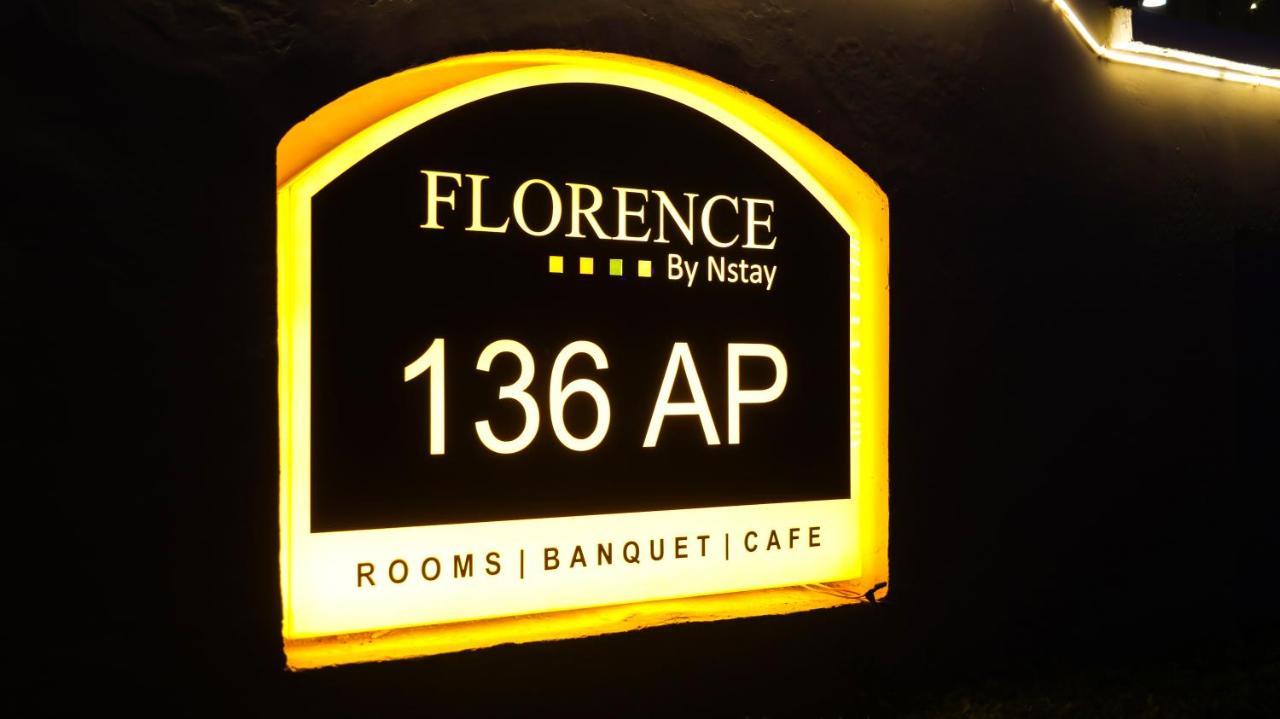 FLORENCE
By Nstay
136 AP
ROOMS | BANQUET | CAFE